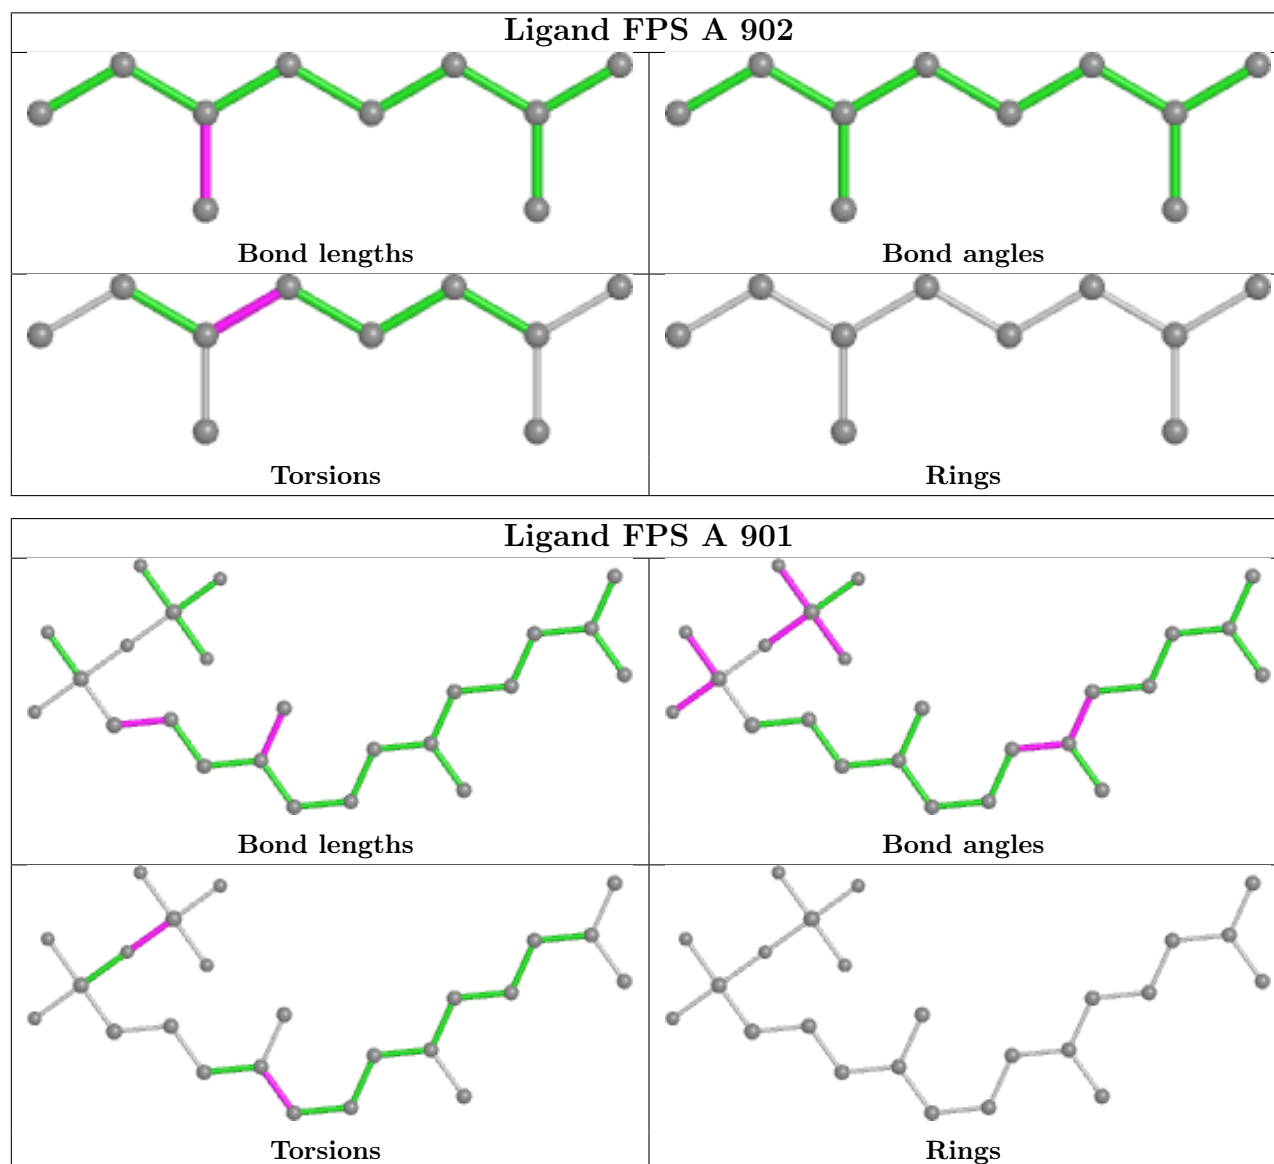 Ligand FPS A 902
Bond lengths
Bond angles
Torsions
Rings
Ligand FPS A 901
Bond lengths
Bond angles
Torsions
Rings